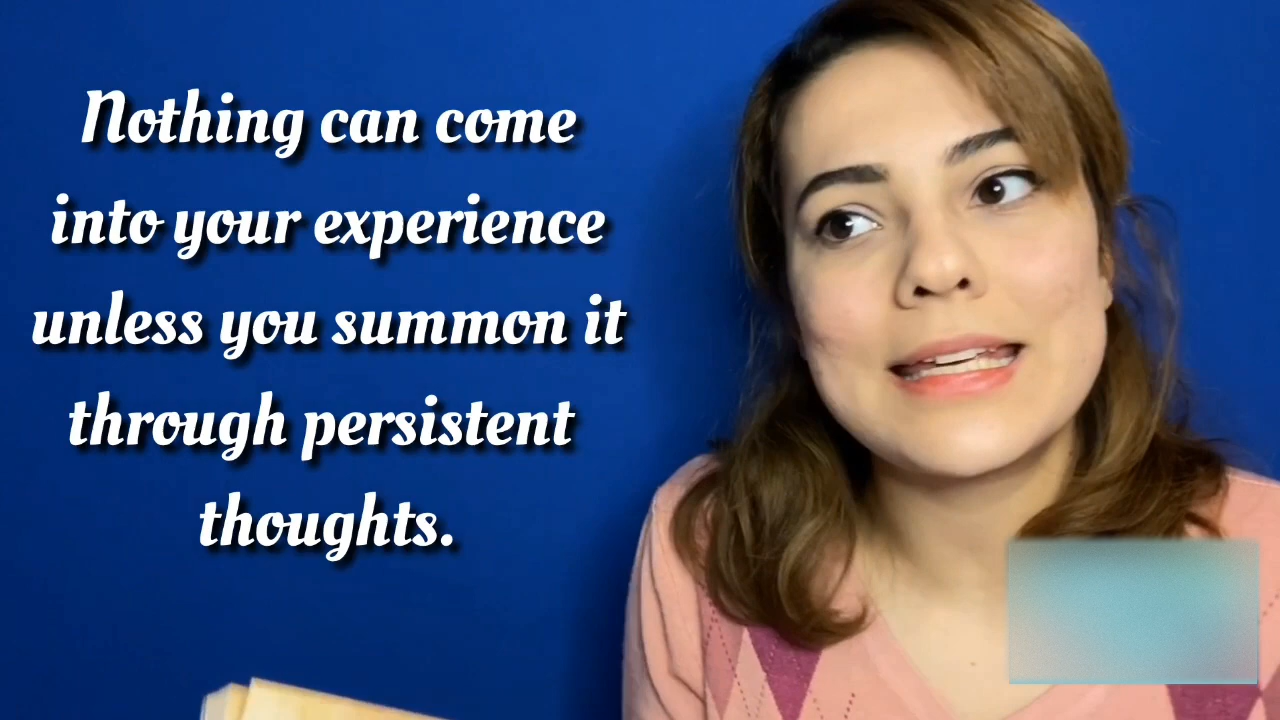 Nothing can come
into your experience
unless you summon it
through persistent
thoughts.